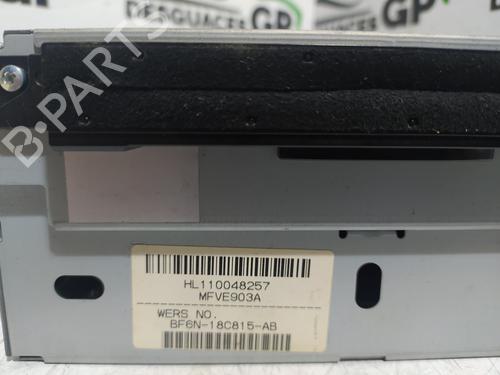 DESGUACES GP
GP
B-PARTS
HL110048257
MFVE903A
WERS NO.
BF6N-18C815-AB